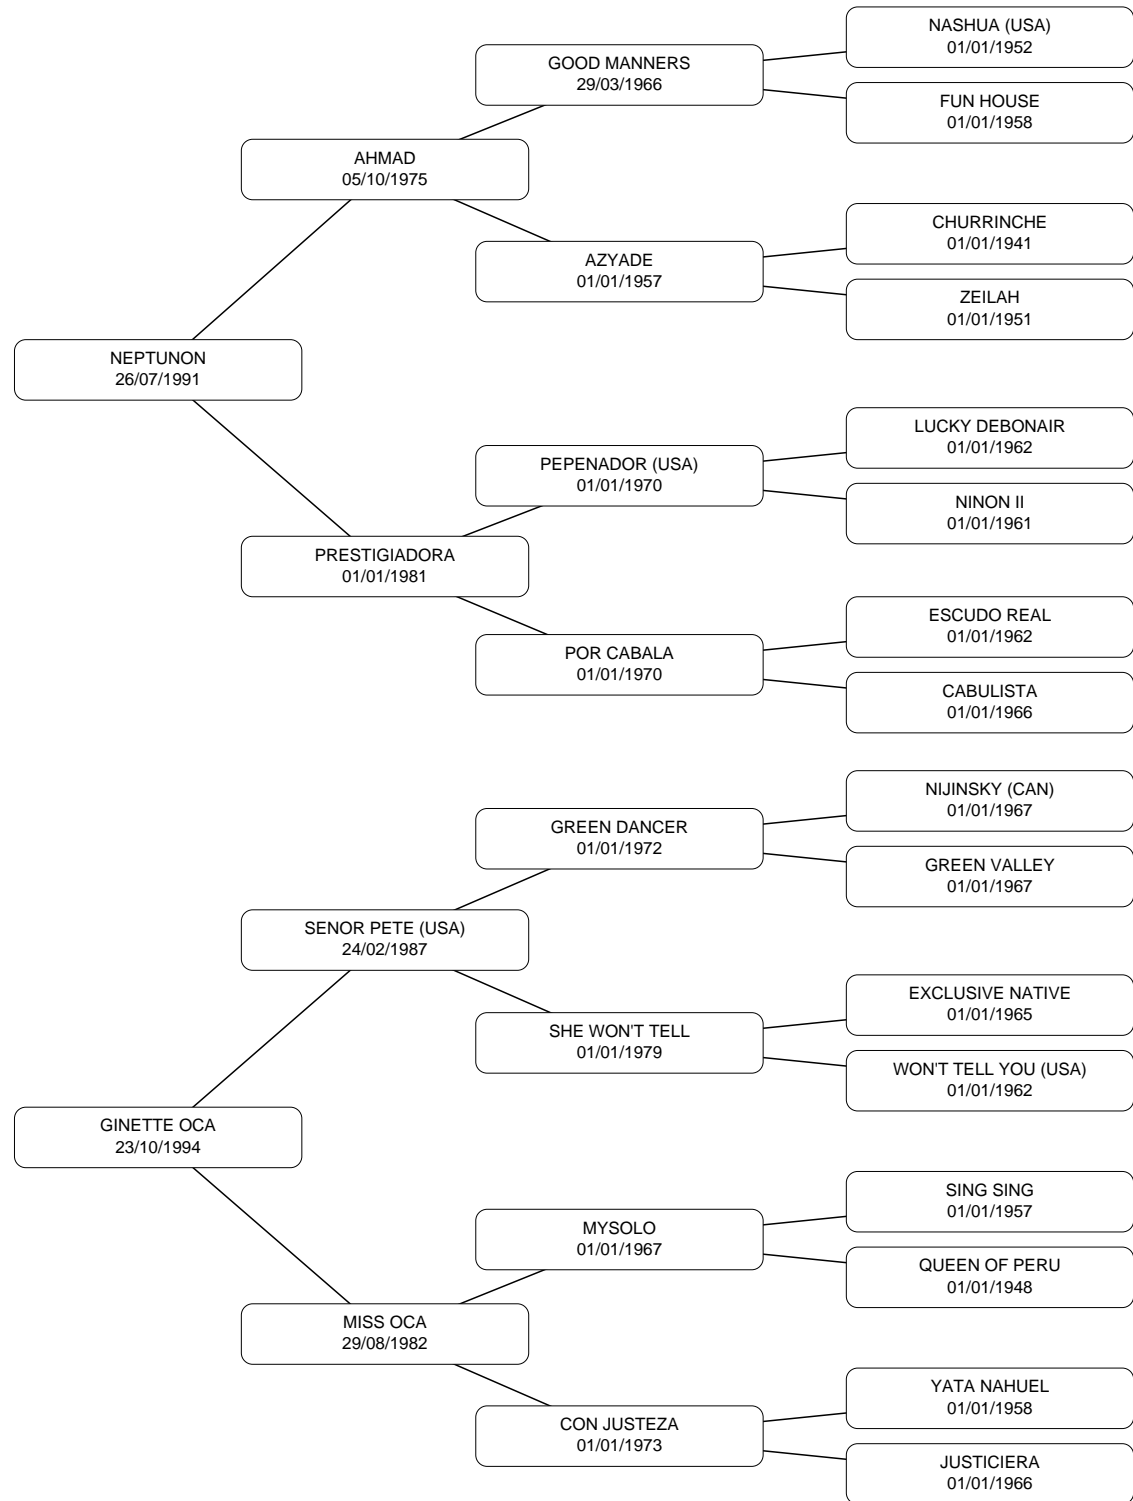 NASHUA (USA)
01/01/1952
GOOD MANNERS
29/03/1966
FUN HOUSE
01/01/1958
AHMAD
05/10/1975
CHURRINCHE
01/01/1941
AZYADE
01/01/1957
ZEILAH
01/01/1951
NEPTUNON
26/07/1991
LUCKY DEBONAIR
01/01/1962
PEPENADOR (USA)
01/01/1970
NINON II
01/01/1961
PRESTIGIADORA
01/01/1981
ESCUDO REAL
01/01/1962
POR CABALA
01/01/1970
CABULISTA
01/01/1966
NIJINSKY (CAN)
01/01/1967
GREEN DANCER
01/01/1972
GREEN VALLEY
01/01/1967
SENOR PETE (USA)
24/02/1987
EXCLUSIVE NATIVE
01/01/1965
SHE WON'T TELL
01/01/1979
WON'T TELL YOU (USA)
01/01/1962
GINETTE OCA
23/10/1994
SING SING
01/01/1957
MYSOLO
01/01/1967
QUEEN OF PERU
01/01/1948
MISS OCA
29/08/1982
YATA NAHUEL
01/01/1958
CON JUSTEZA
01/01/1973
JUSTICIERA
01/01/1966